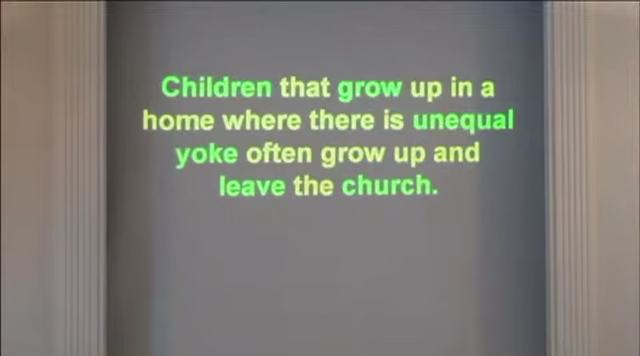 Children that grow up in a
home where there is unequal
yoke often grow up and
leave the church.